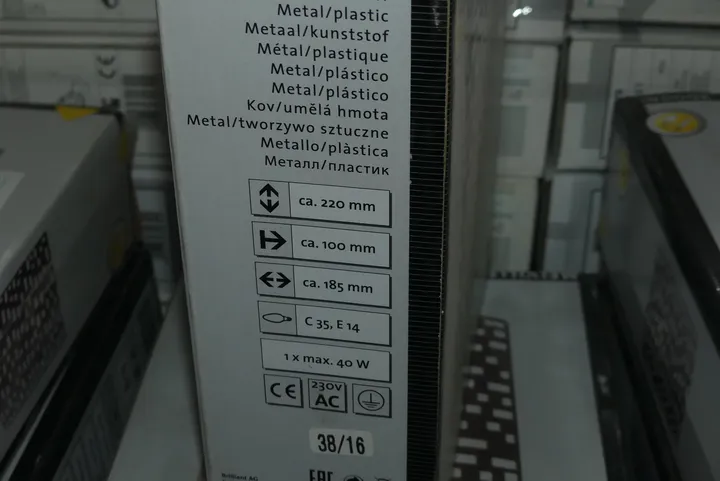 Metal/plastic
Metaal/kunststof
Métal/plastique
Metal/plástico
Metal/plástico
Kov/umělá hmota
Metal/tworzywo sztuczne
Metallo/plàstica
Металл/пластик
ca. 220 mm
ca. 100 mm
ca. 185 mm
C 35, E 14
1 x max. 40 W
CE 230V AC
38/16
Brilliant AG
EAC